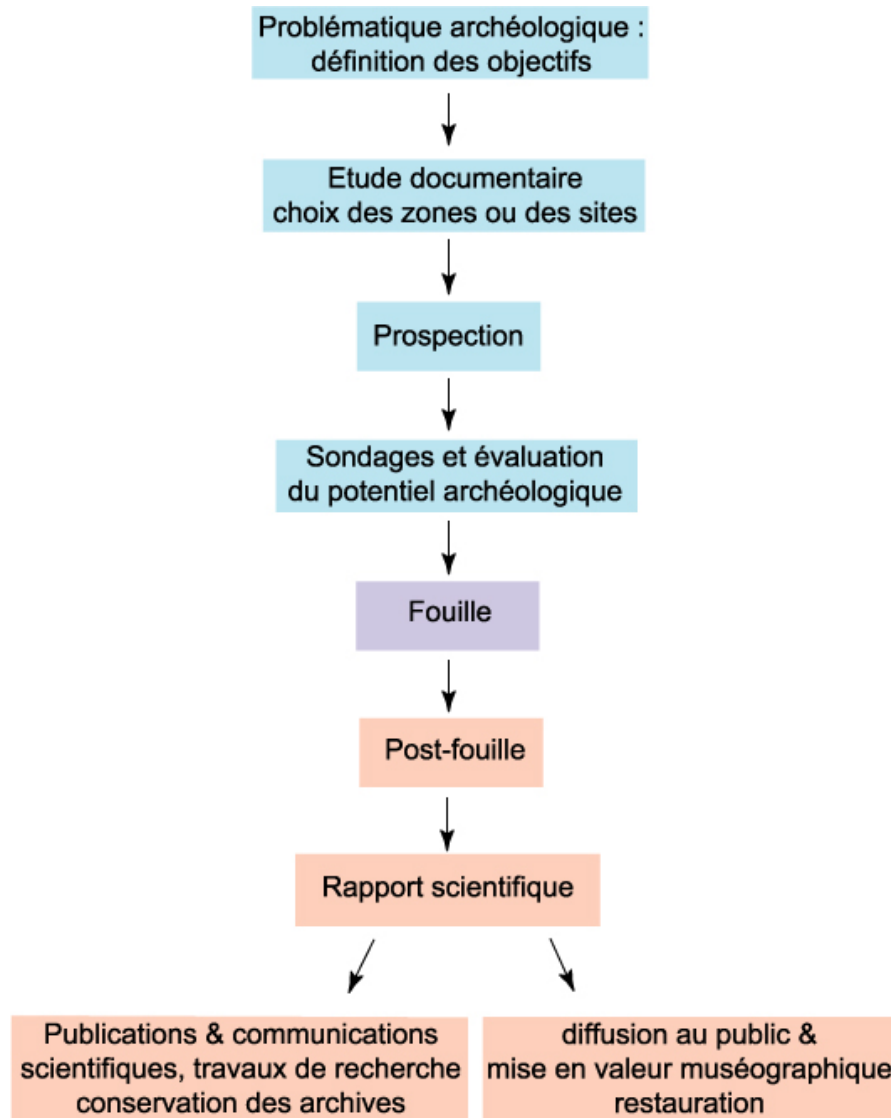 Problématique archéologique :
définition des objectifs
Etude documentaire
choix des zones ou des sites
Prospection
Sondages et évaluation
du potentiel archéologique
Fouille
Post-fouille
Rapport scientifique
Publications & communications
scientifiques, travaux de recherche
conservation des archives
diffusion au public &
mise en valeur muséographique
restauration